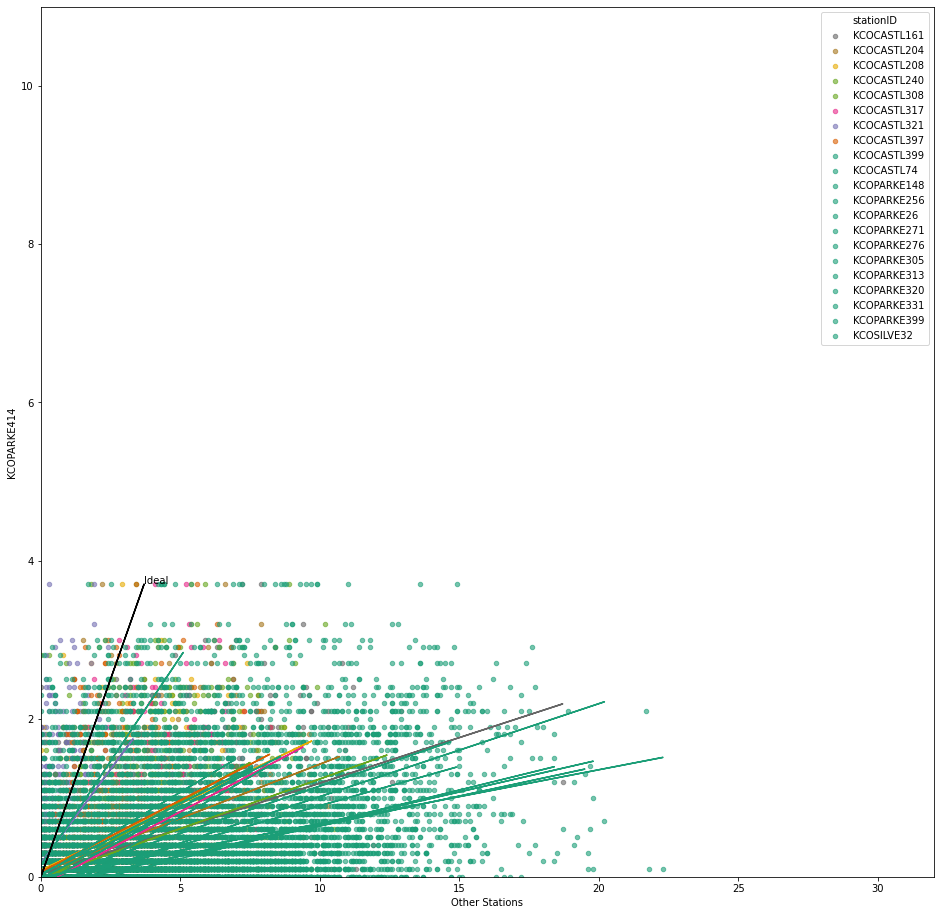 stationID
KCOCASTL161
KCOCASTL204
KCOCASTL208
KCOCASTL240
KCOCASTL308
KCOCASTL317
KCOCASTL321
KCOCASTL397
KCOCASTL399
KCOCASTL74
KCOPARKE148
KCOPARKE256
KCOPARKE26
KCOPARKE271
KCOPARKE276
KCOPARKE305
KCOPARKE313
KCOPARKE320
KCOPARKE331
KCOPARKE399
KCOSILVE32
10
8
6
4
2
0
KCOPARKE414
Ideal
0 5 10 15 20 25 30
Other Stations